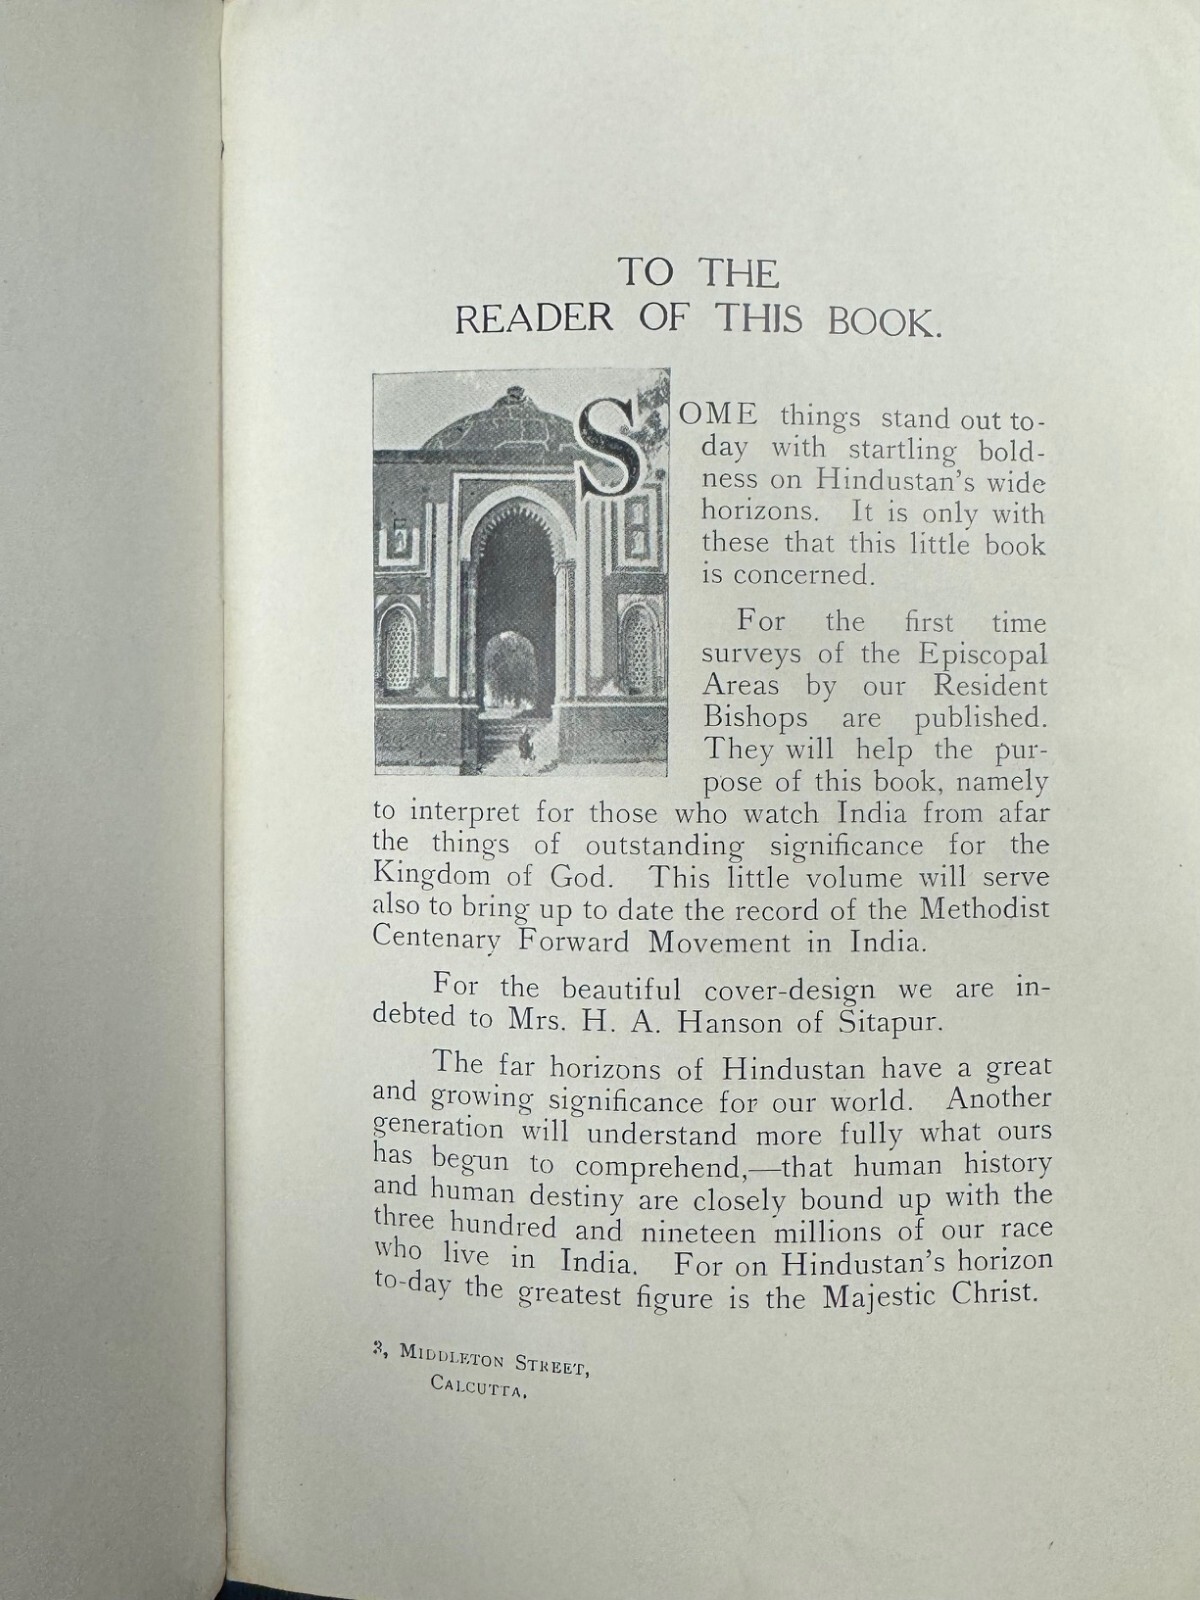 TO THE
READER OF THIS BOOK.
SOME things stand out to-
day with startling bold-
ness on Hindustan's wide
horizons. It is only with
these that this little book
is concerned.
For the first time
surveys of the Episcopal
Areas by our Resident
Bishops are published.
They will help the pur-
pose of this book, namely
to interpret for those who watch India from afar
the things of outstanding significance for the
Kingdom of God. This little volume will serve
also to bring up to date the record of the Methodist
Centenary Forward Movement in India.
For the beautiful cover-design we are in-
debted to Mrs. H. A. Hanson of Sitapur.
The far horizons of Hindustan have a great
and growing significance for our world. Another
generation will understand more fully what ours
has begun to comprehend,—that human history
and human destiny are closely bound up with the
three hundred and nineteen millions of our race
who live in India. For on Hindustan's horizon
to-day the greatest figure is the Majestic Christ.
3, MIDDLETON STREET,
CALCUTTA.